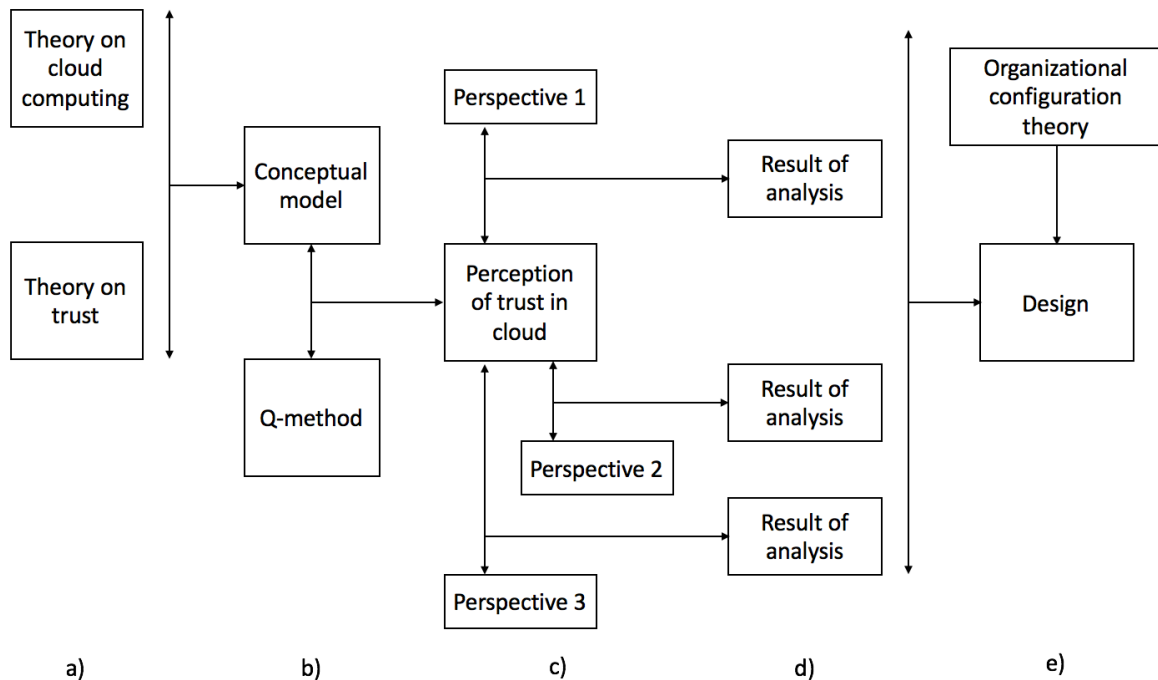 Theory on
cloud
computing
Theory on
trust
Conceptual
model
Q-method
Perspective 1
Perception
of trust in
cloud
Perspective 2
Perspective 3
Result of
analysis
Result of
analysis
Result of
analysis
Organizational
configuration
theory
Design
a)
b)
c)
d)
e)